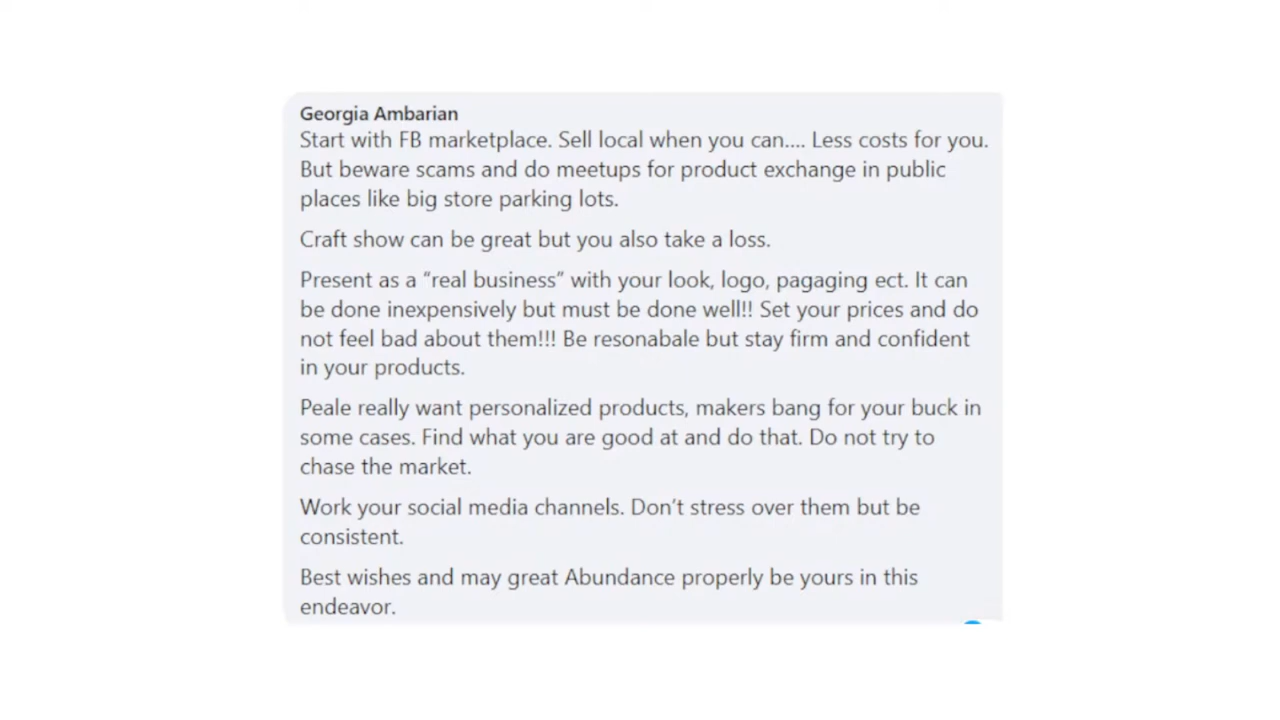 Georgia Ambarian
Start with FB marketplace. Sell local when you can.... Less costs for you.
But beware scams and do meetups for product exchange in public
places like big store parking lots.
Craft show can be great but you also take a loss.
Present as a “real business” with your look, logo, pagaging ect. It can
be done inexpensively but must be done well!! Set your prices and do
not feel bad about them!!! Be resonabale but stay firm and confident
in your products.
Peale really want personalized products, makers bang for your buck in
some cases. Find what you are good at and do that. Do not try to
chase the market.
Work your social media channels. Don’t stress over them but be
consistent.
Best wishes and may great Abundance properly be yours in this
endeavor.